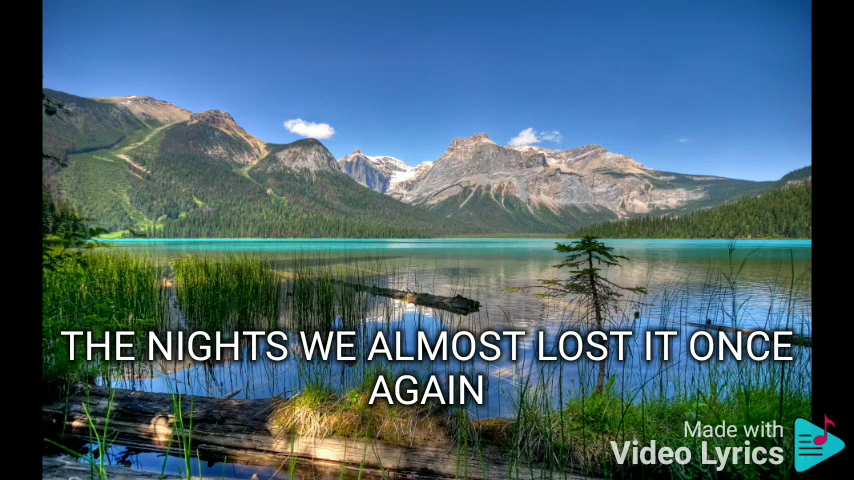 THE NIGHTS WE ALMOST LOST IT ONCE
AGAIN
Made with
Video Lyrics